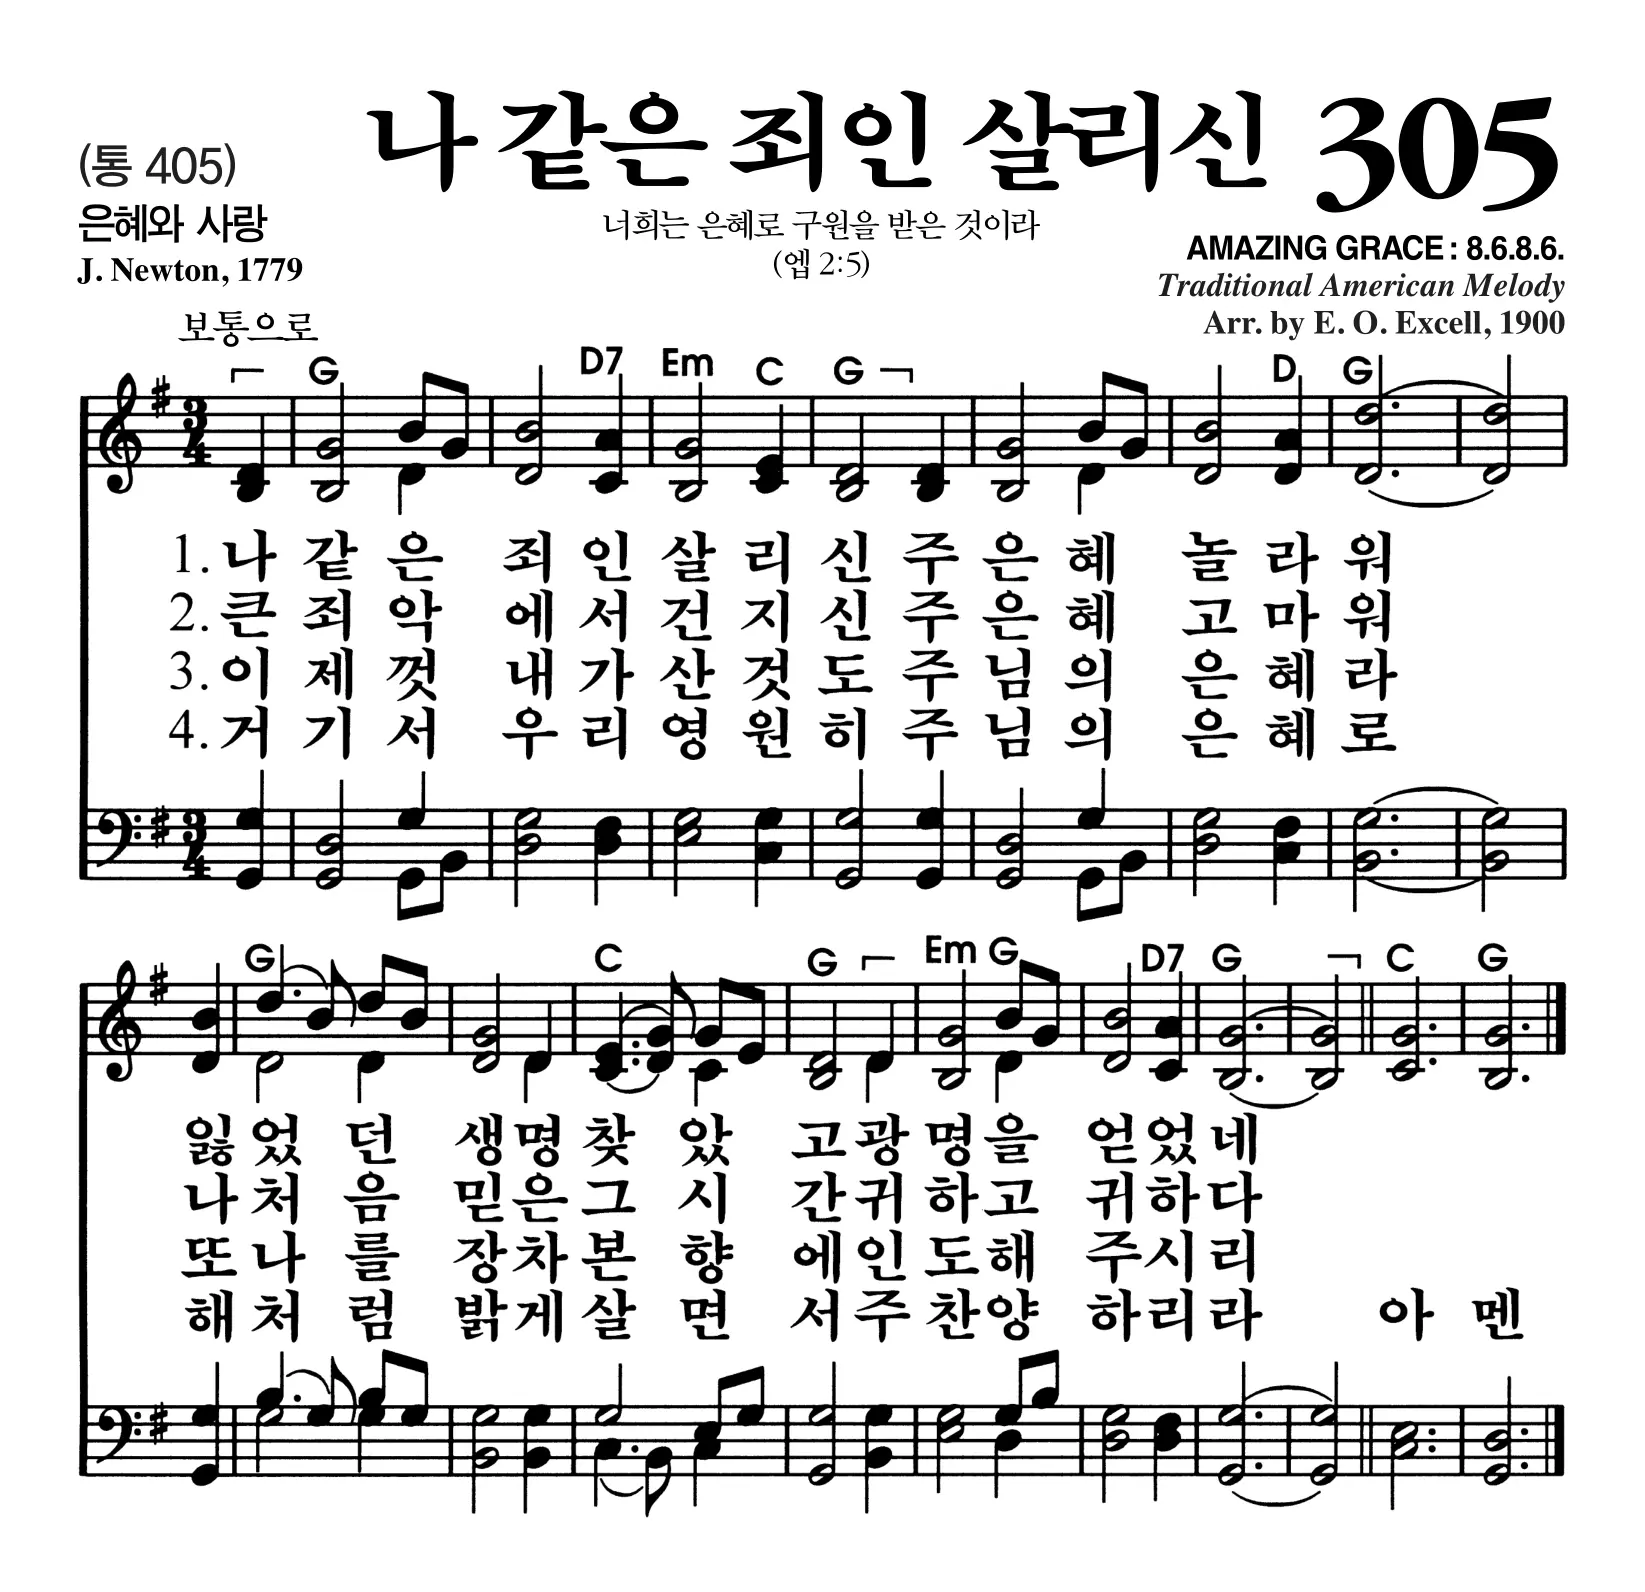 나 같은 죄인 살리신 305
(통 405)
은혜와 사랑
J. Newton, 1779
너희는 은혜로 구원을 받은 것이라
(엡 2:5)
AMAZING GRACE : 8.6.8.6.
Traditional American Melody
Arr. by E. O. Excell, 1900
보통으로
G D7 Em C G D G
3 4
1. 나 같 은 죄 인 살 리 신 주 은 혜 놀 라 워
2. 큰 죄 악 에 서 건 지 신 주 은 혜 고 마 워
3. 이 제 껏 내 가 산 것 도 주 님 의 은 혜 라
4. 거 기 서 우 리 영 원 히 주 님 의 은 혜 로
3 4
G C G Em G D7 G C G
잃 었 던 생 명 찾 았 고 광 명 을 얻 었 네
나 처 음 믿 은 그 시 간 귀 하 고 귀 하 다
또 나 를 장 차 본 향 에 인 도 해 주 시 리
해 처 럼 밝 게 살 면 서 주 찬 양 하 리 라 아 멘